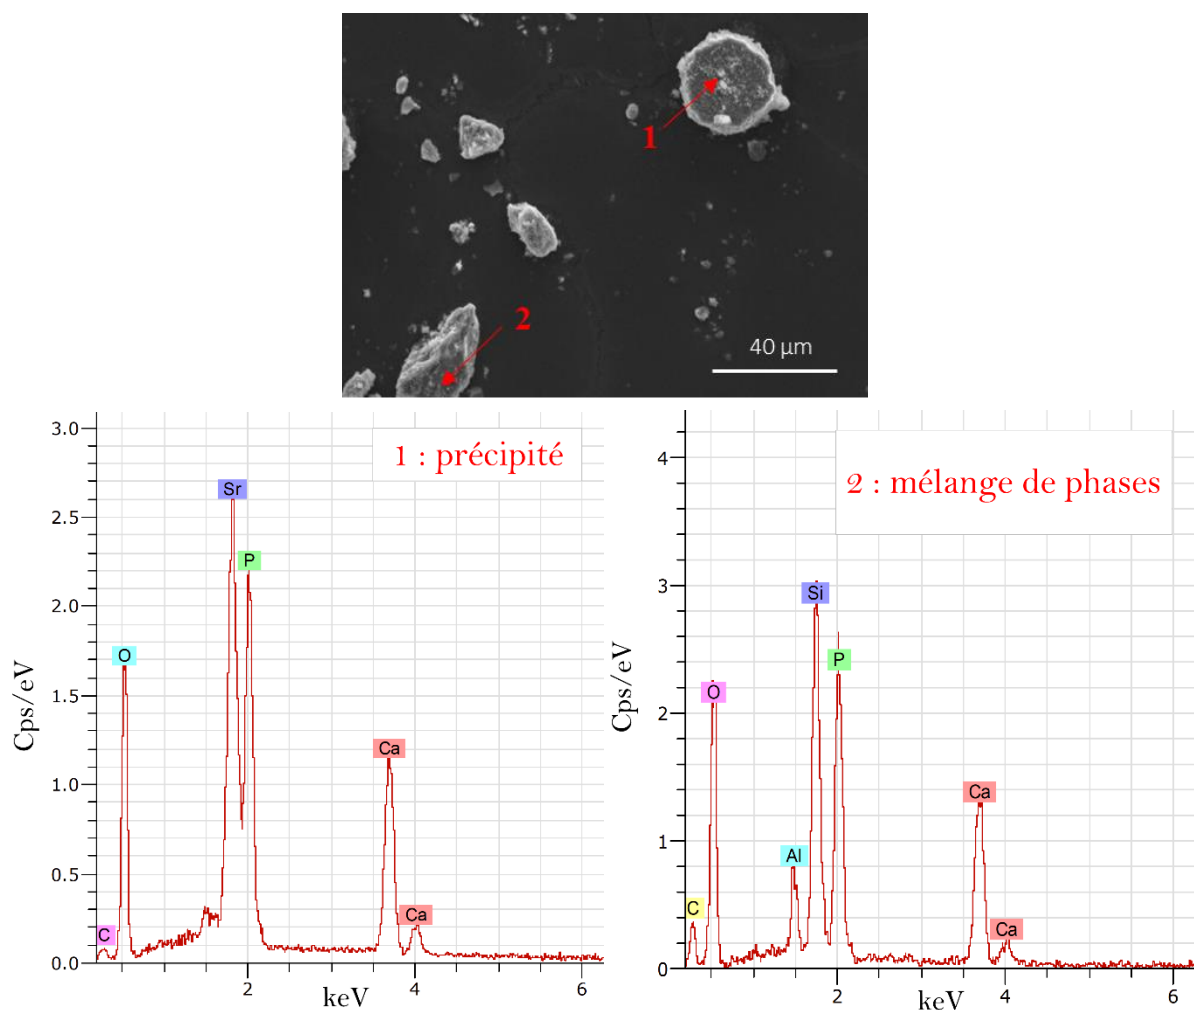 1
2
40 µm
3.0
2.5
2.0
1.5
1.0
0.5
0.0
Cps/eV
1 : précipité
Sr
P
O
Ca
Ca
C
2
4
6
keV
4
3
2
1
0
Cps/eV
2 : mélange de phases
Si
P
O
Ca
Al
C
Ca
2
4
6
keV